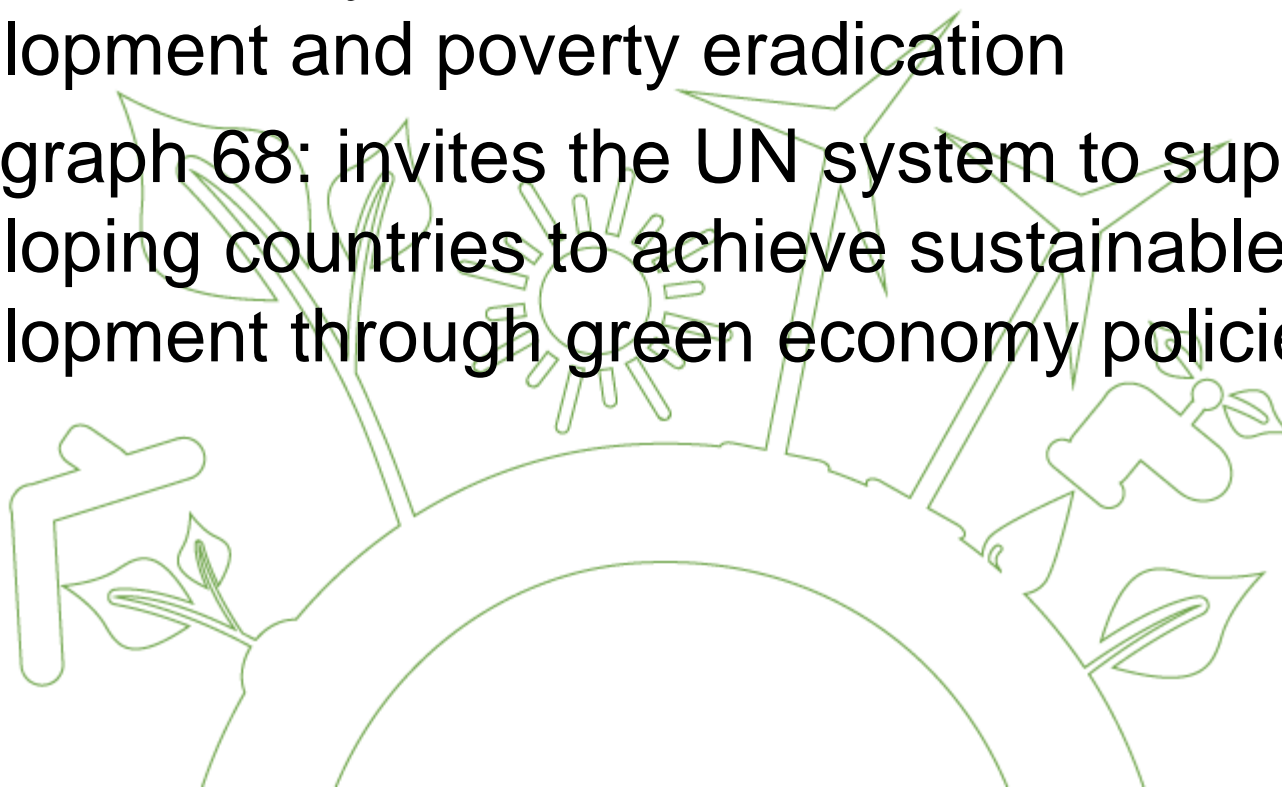 lopment and poverty eradication
graph 68: invites the UN system to sup
loping countries to achieve sustainable
lopment through green economy policie